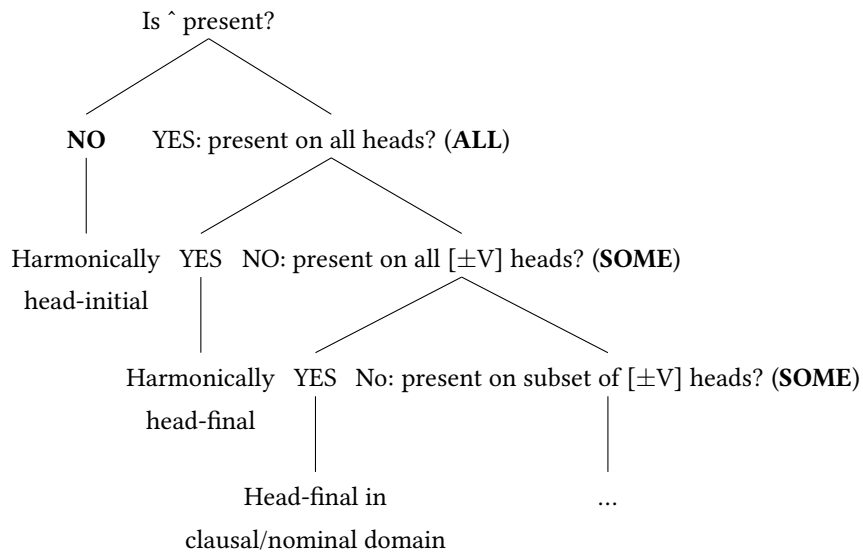 Is ˆ present?
NO YES: present on all heads? (ALL)
Harmonically head-initial
YES NO: present on all [±V] heads? (SOME)
Harmonically head-final
YES No: present on subset of [±V] heads? (SOME)
Head-final in
clausal/nominal domain
...